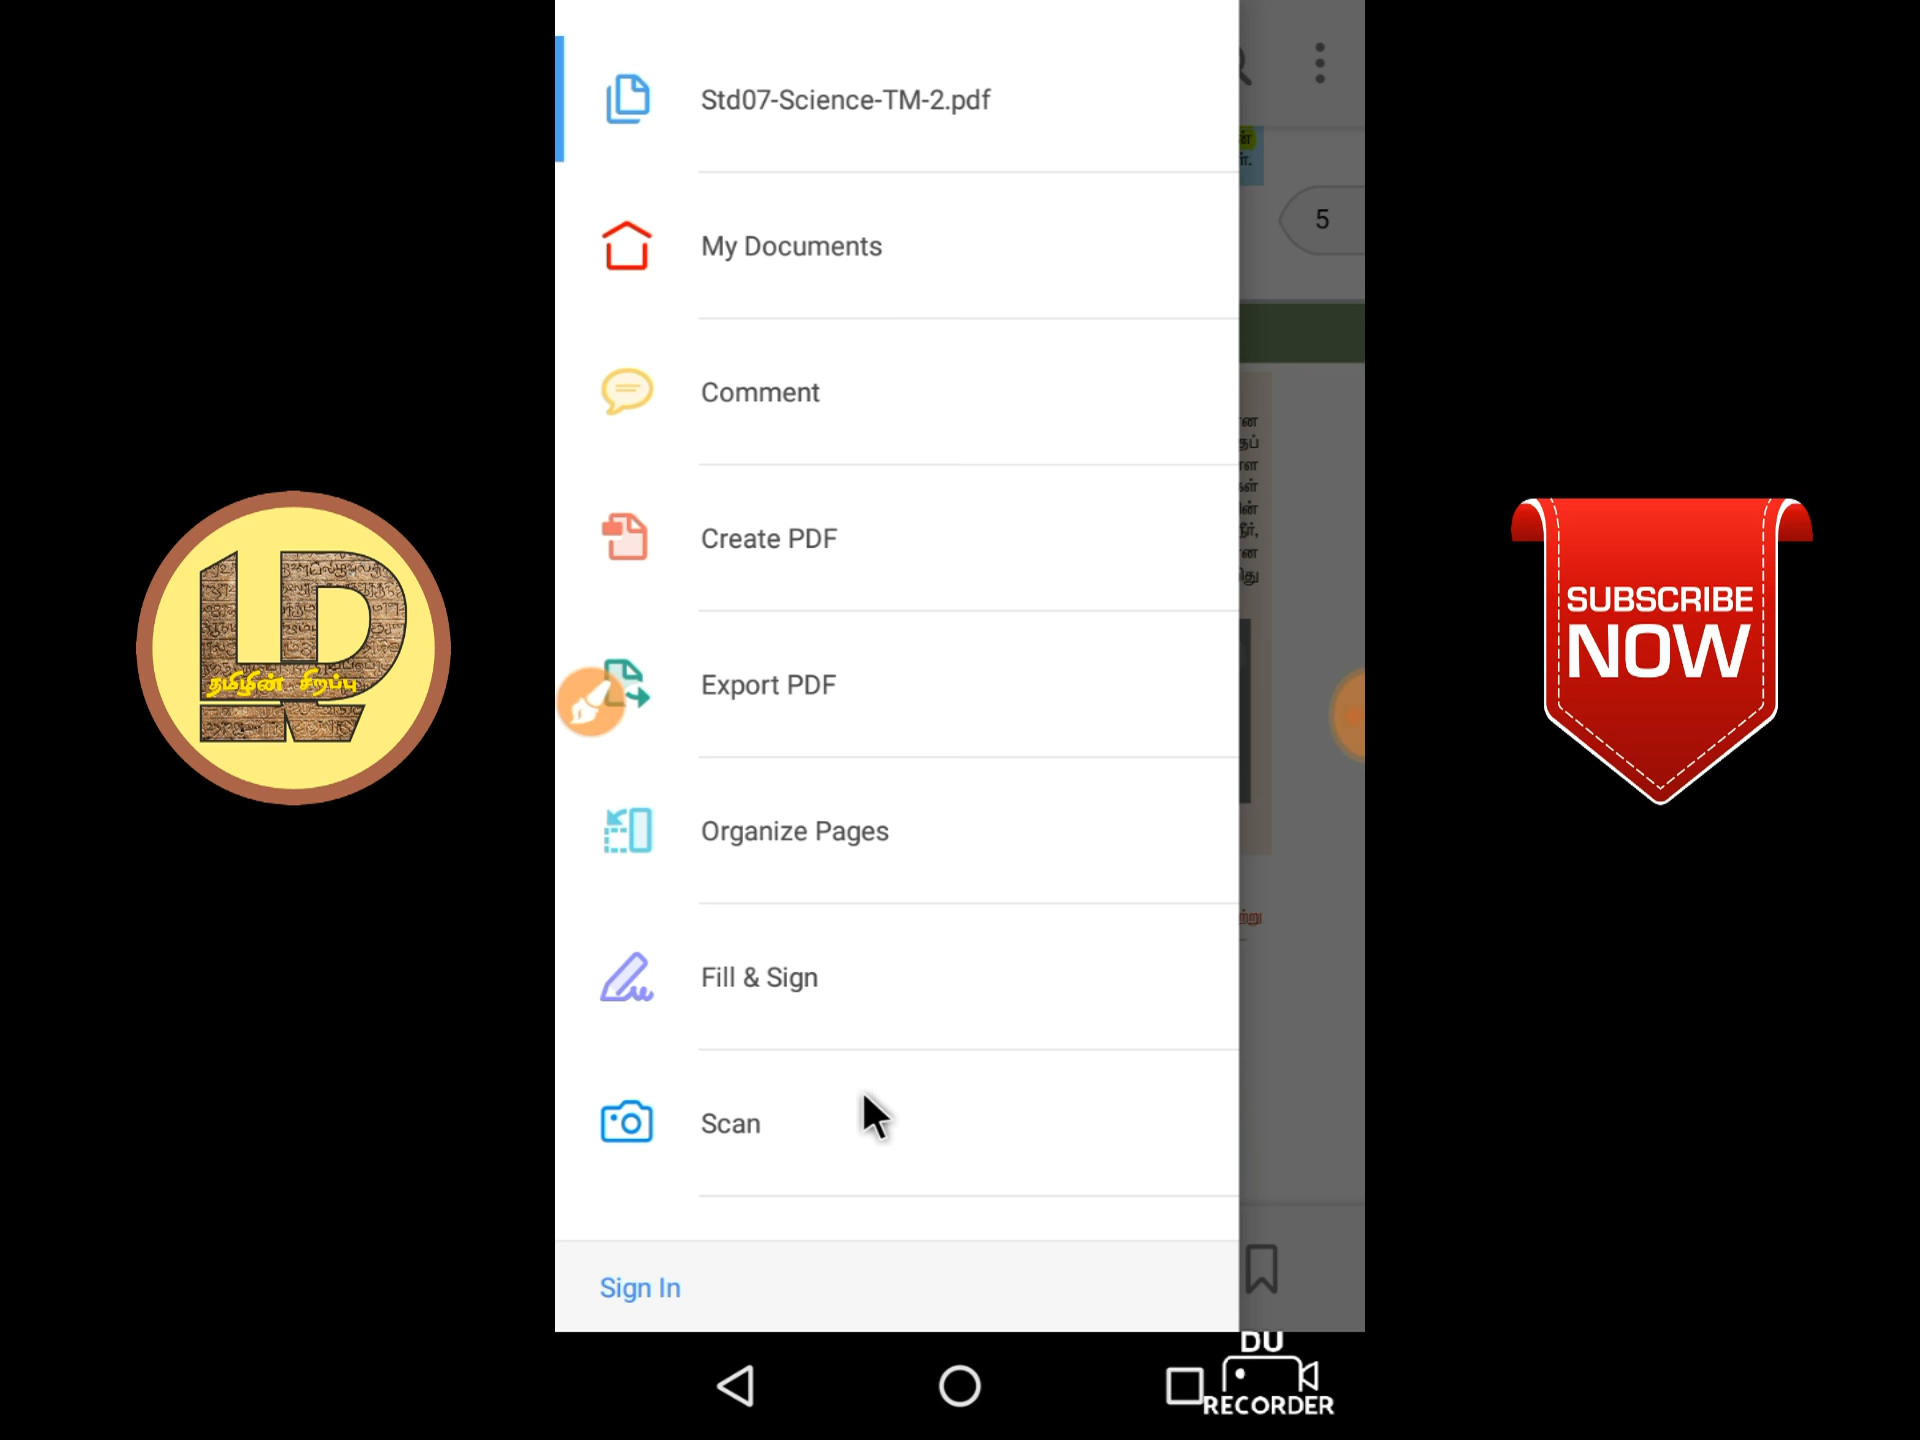 Std07-Science-TM-2.pdf
5
My Documents
Comment
Create PDF
Export PDF
Organize Pages
Fill & Sign
Scan
Sign In
LD
தமிழின் சிறப்பு
SUBSCRIBE
NOW
DU
RECORDER